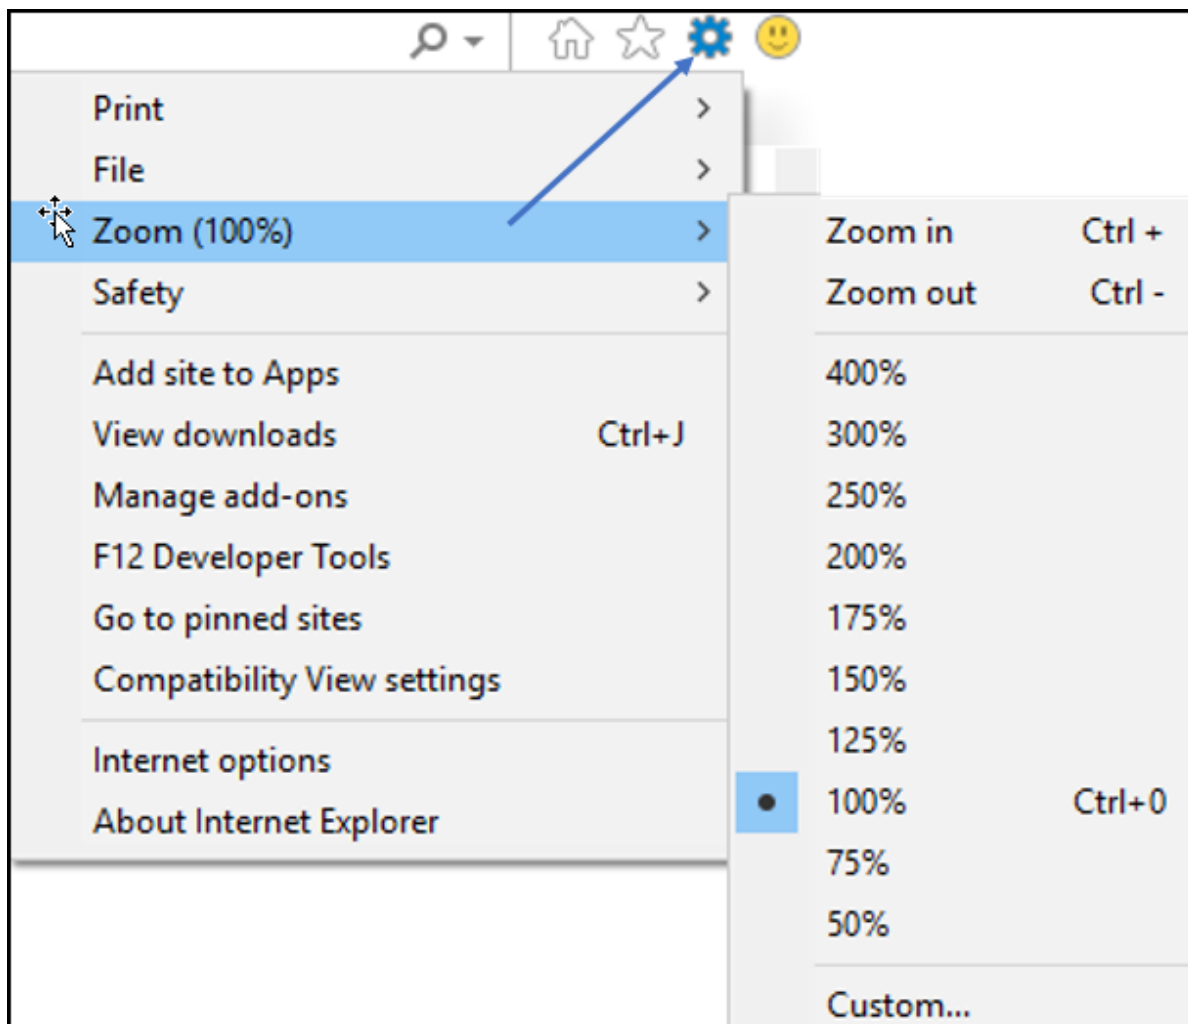 Print
File
Zoom (100%)
Safety
Add site to Apps
View downloads Ctrl+J
Manage add-ons
F12 Developer Tools
Go to pinned sites
Compatibility View settings
Internet options
About Internet Explorer
Zoom in Ctrl +
Zoom out Ctrl -
400%
300%
250%
200%
175%
150%
125%
100% Ctrl+0
75%
50%
Custom...